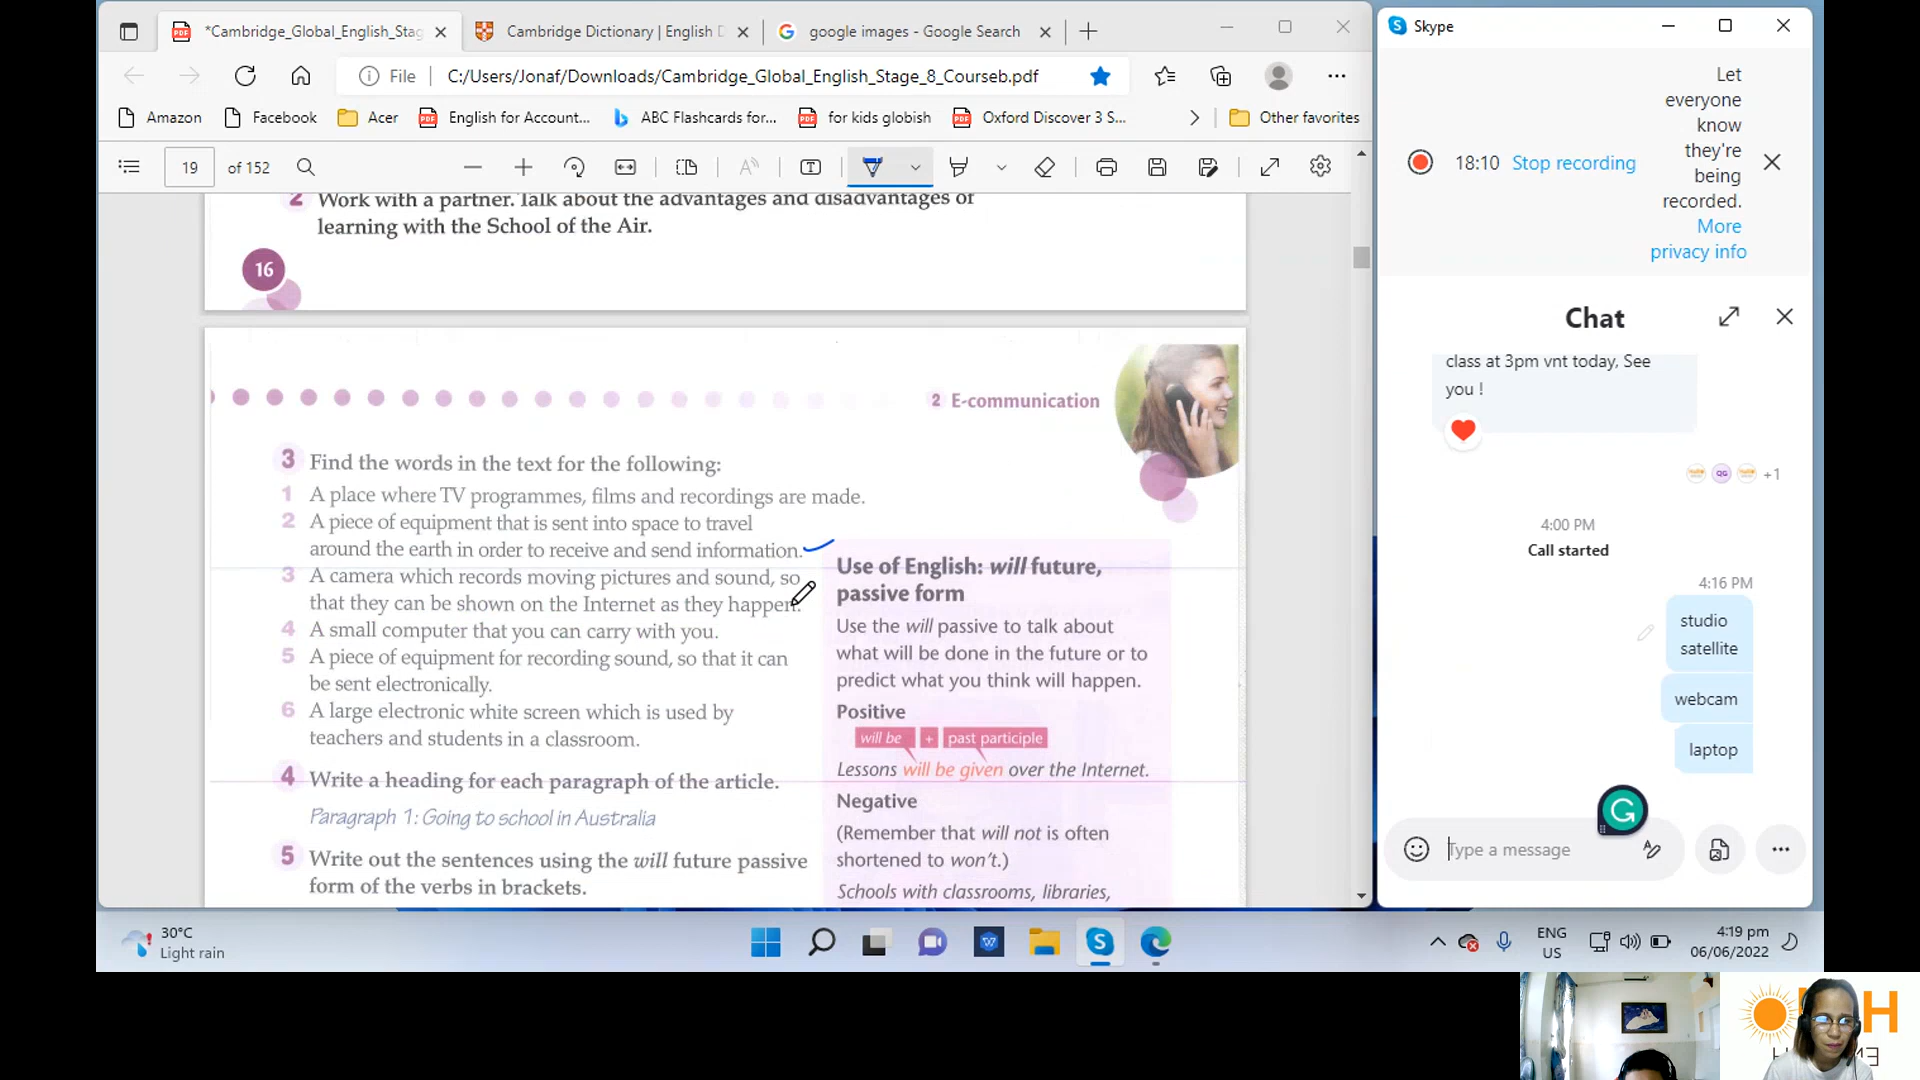 *Cambridge_Global_English_Stag
Cambridge Dictionary | English D
google images - Google Search
File
C:/Users/Jonaf/Downloads/Cambridge_Global_English_Stage_8_Courseb.pdf
Amazon
Facebook
Acer
English for Account...
ABC Flashcards for...
for kids globish
Oxford Discover 3 S...
Other favorites
19 of 152
2 Work with a partner. Talk about the advantages and disadvantages of
learning with the School of the Air.
16
2 E-communication
3 Find the words in the text for the following:
1 A place where TV programmes, films and recordings are made.
2 A piece of equipment that is sent into space to travel
around the earth in order to receive and send information.
3 A camera which records moving pictures and sound, so
that they can be shown on the Internet as they happen.
4 A small computer that you can carry with you.
5 A piece of equipment for recording sound, so that it can
be sent electronically.
6 A large electronic white screen which is used by
teachers and students in a classroom.
4 Write a heading for each paragraph of the article.
Paragraph 1: Going to school in Australia
5 Write out the sentences using the will future passive
form of the verbs in brackets.
Use of English: will future,
passive form
Use the will passive to talk about
what will be done in the future or to
predict what you think will happen.
Positive
will be + past participle
Lessons will be given over the Internet.
Negative
(Remember that will not is often
shortened to won't.)
Schools with classrooms, libraries,
Skype
18:10 Stop recording
Let
everyone
know
they're
being
recorded.
More
privacy info
Chat
class at 3pm vnt today, See
you !
QG
+1
4:00 PM
Call started
4:16 PM
studio
satellite
webcam
laptop
Type a message
30°C
Light rain
ENG
US
4:19 pm
06/06/2022